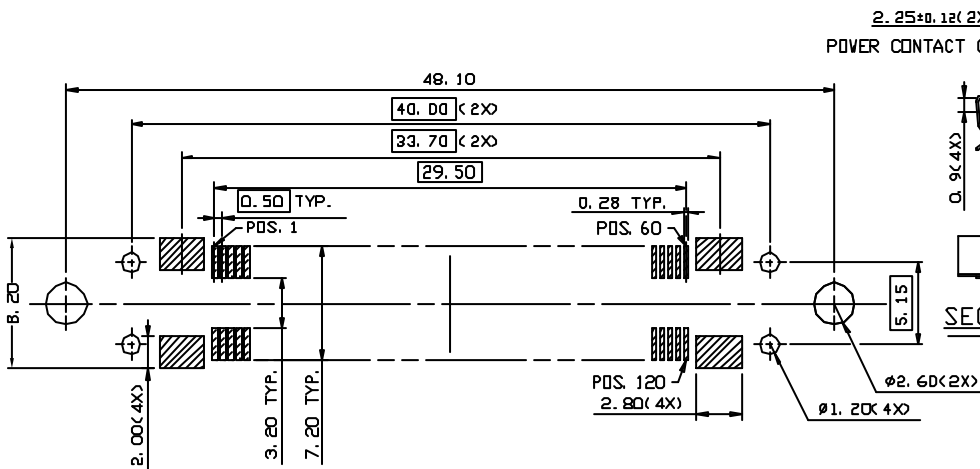 2.25±0.12(2X
POWER CONTACT
48.10
40.00 (2X)
33.70 (2X)
29.50
0.50 TYP.
0.28 TYP.
POS. 1
POS. 60
0.9(4X)
8.20
5.15
POS. 120
2.80(4X)
2.00(4X)
3.20 TYP.
7.20 TYP.
ø2.60(2X)
ø1.20(4X)